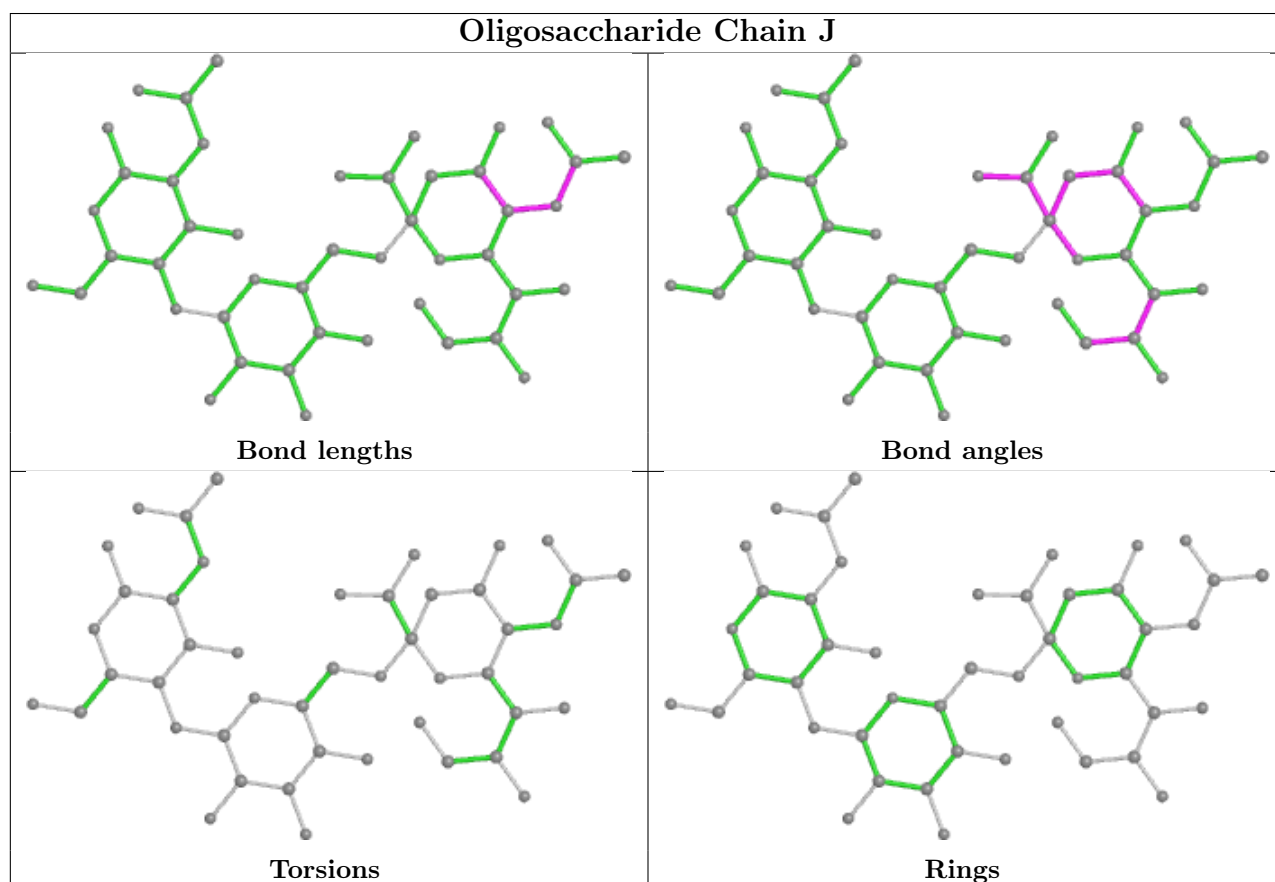 Oligosaccharide Chain J
Bond lengths
Bond angles
Torsions
Rings